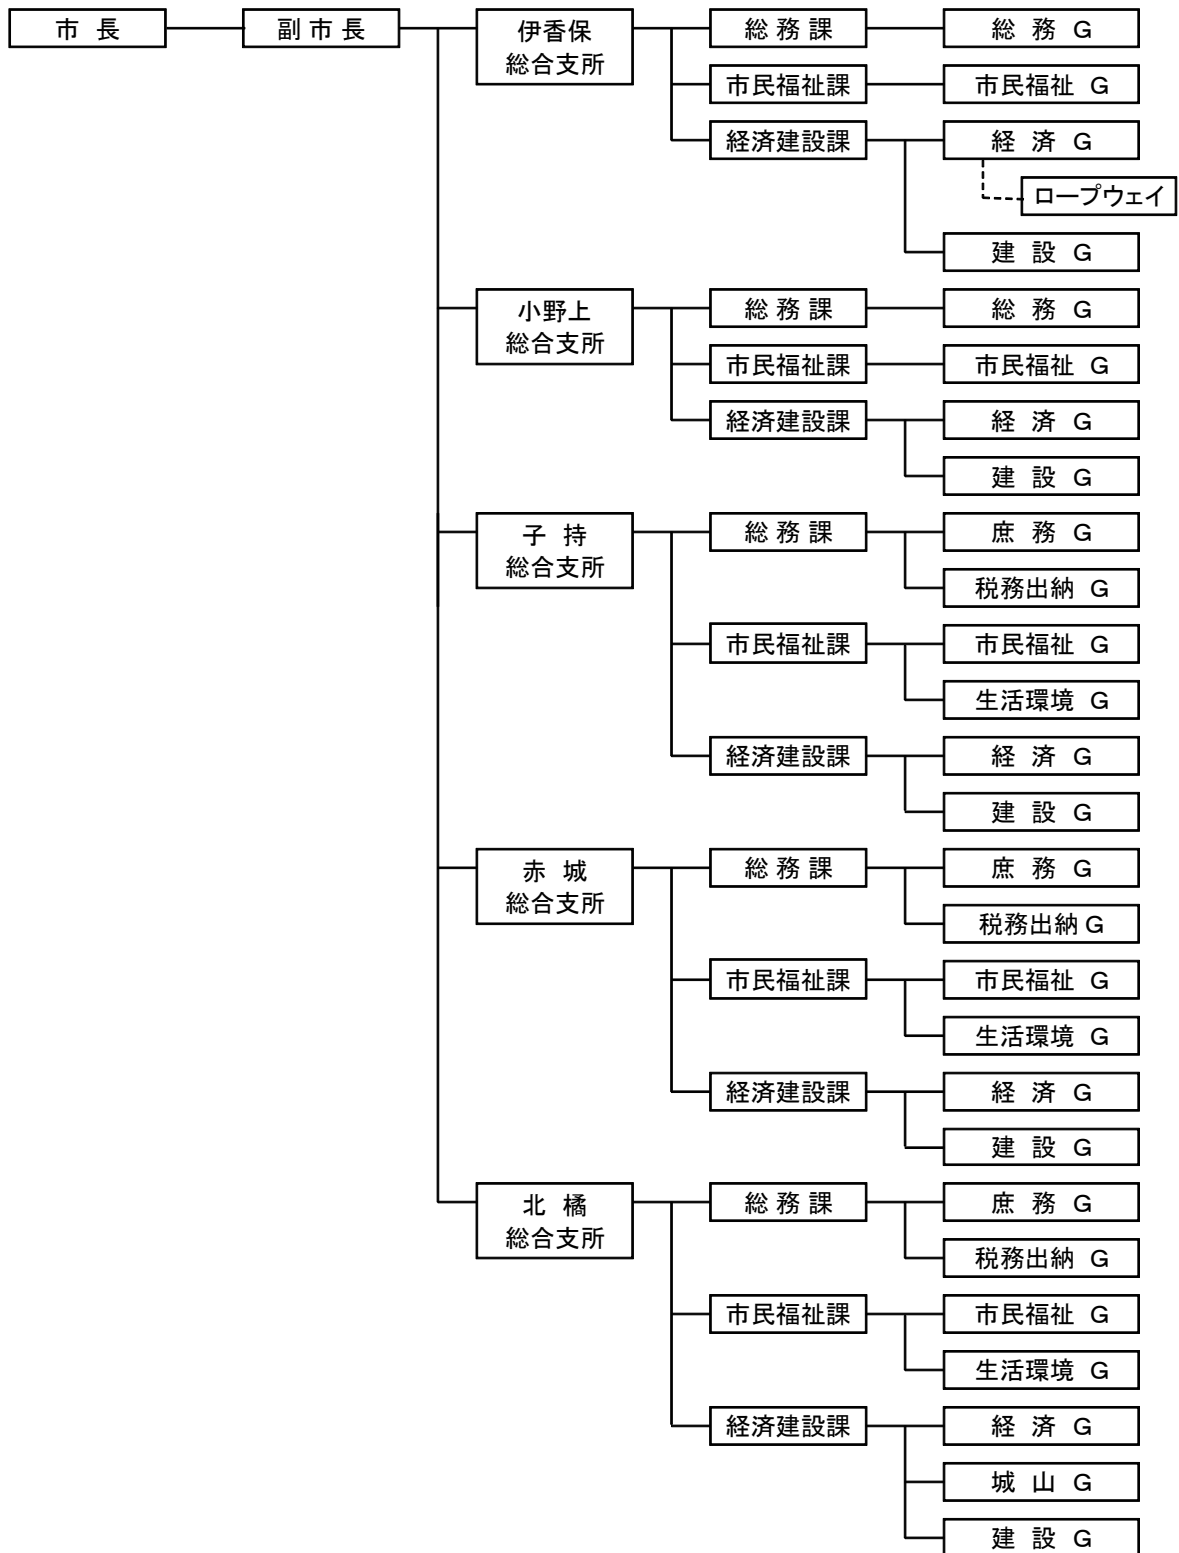 市 長
副 市 長
伊香保
総合支所
総 務 課
総 務 G
市民福祉課
市民福祉 G
経済建設課
経 済 G
ロープウェイ
建 設 G
小野上
総合支所
総 務 課
総 務 G
市民福祉課
市民福祉 G
経済建設課
経 済 G
建 設 G
子 持
総合支所
総 務 課
庶 務 G
税務出納 G
市民福祉課
市民福祉 G
生活環境 G
経済建設課
経 済 G
建 設 G
赤 城
総合支所
総 務 課
庶 務 G
税務出納 G
市民福祉課
市民福祉 G
生活環境 G
経済建設課
経 済 G
建 設 G
北 橘
総合支所
総 務 課
庶 務 G
税務出納 G
市民福祉課
市民福祉 G
生活環境 G
経済建設課
経 済 G
城 山 G
建 設 G